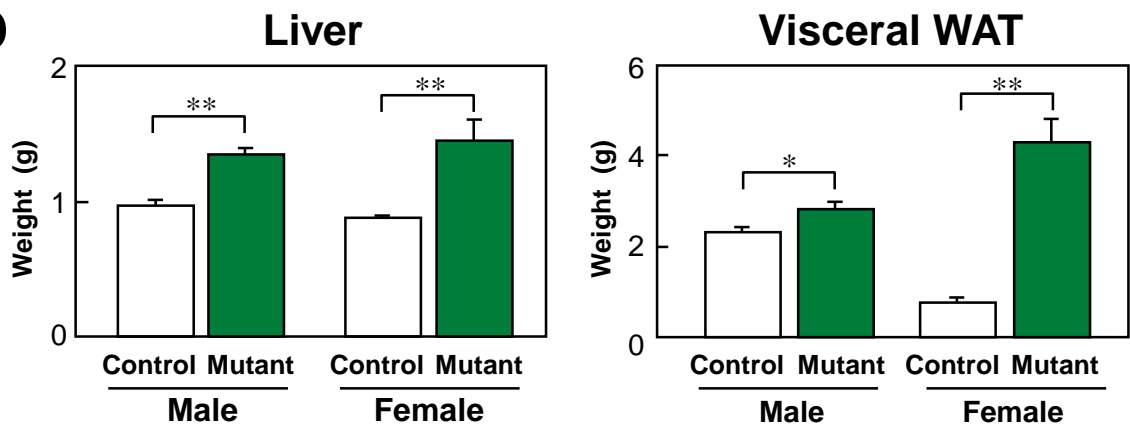 Liver
Weight (g)
2
1
0
**
**
Control Mutant Control Mutant
Male Female
Visceral WAT
Weight (g)
6
4
2
0
*
**
Control Mutant Control Mutant
Male Female